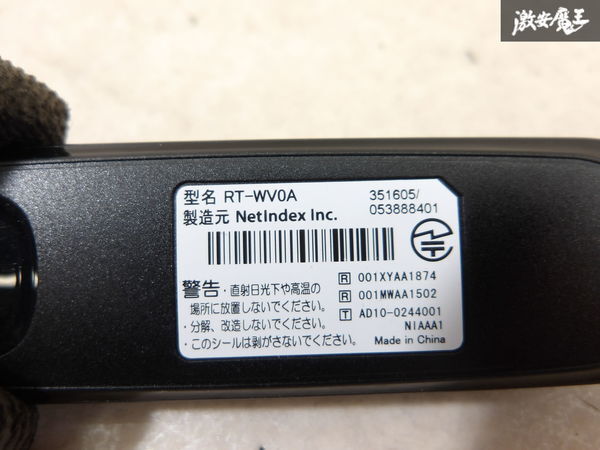 激安魔王
型名 RT-WV0A
製造元 NetIndex Inc.
351605/
053888401
警告・直射日光下や高温の
場所に放置しないでください。
・分解、改造しないでください。
・このシールは剥がさないでください。
R 001XYAA1874
R 001MWAA1502
T AD10-0244001
NIAAA1
Made in China